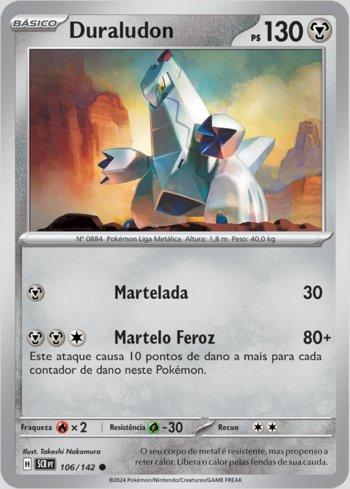 BÁSICO
Duraludon
PS 130
Nº 0884 Pokémon Liga Metálica Altura: 1,8 m Peso: 40,0 kg
Martelada 30
Martelo Feroz 80+
Este ataque causa 10 pontos de dano a mais para cada
contador de dano neste Pokémon.
Fraqueza ×2 Resistência -30 Recuo
Ilust. Takeshi Nakamura
H SCR PT 106/142
O seu corpo de metal é resistente, mas propenso a
reter calor. Libera o calor pelas fendas de sua cauda.
©2024 Pokémon/Nintendo/Creatures/GAME FREAK